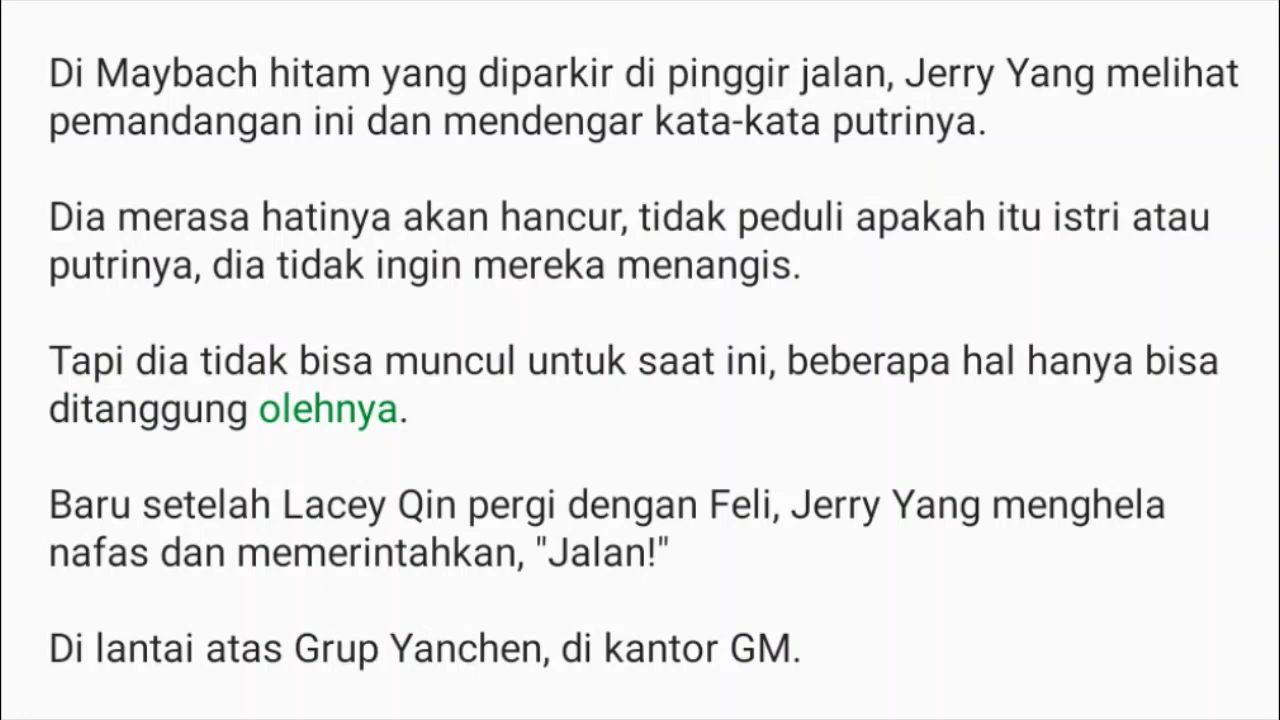 Di Maybach hitam yang diparkir di pinggir jalan, Jerry Yang melihat
pemandangan ini dan mendengar kata-kata putrinya.
Dia merasa hatinya akan hancur, tidak peduli apakah itu istri atau
putrinya, dia tidak ingin mereka menangis.
Tapi dia tidak bisa muncul untuk saat ini, beberapa hal hanya bisa
ditanggung olehnya.
Baru setelah Lacey Qin pergi dengan Feli, Jerry Yang menghela
nafas dan memerintahkan, "Jalan!"
Di lantai atas Grup Yanchen, di kantor GM.